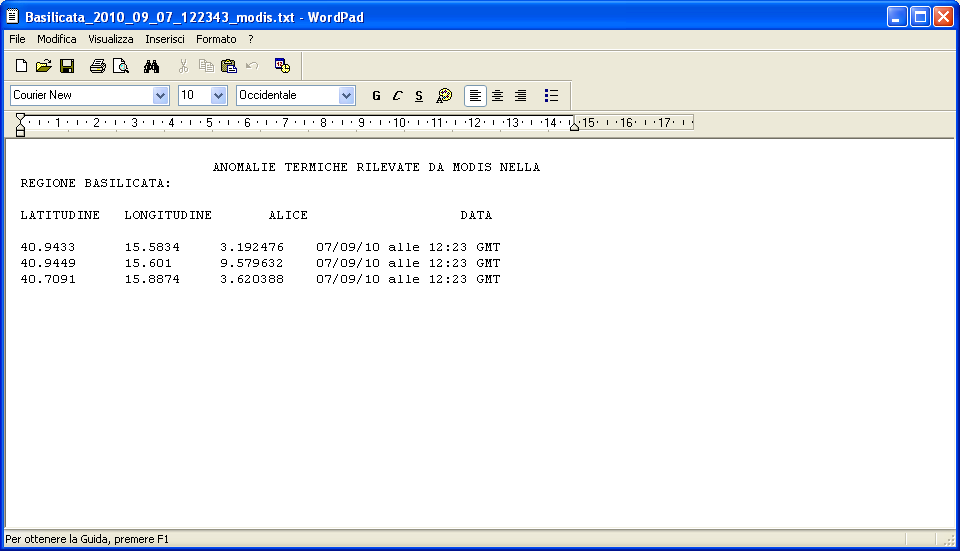 Basilicata_2010_09_07_122343_modis.txt - WordPad
File Modifica Visualizza Inserisci Formato ?
Courier New 10 Occidentale G C S
1 2 3 4 5 6 7 8 9 10 11 12 13 14 15 16 17
ANOMALIE TERMICHE RILEVATE DA MODIS NELLA
REGIONE BASILICATA:
LATITUDINE LONGITUDINE ALICE DATA
40.9433 15.5834 3.192476 07/09/10 alle 12:23 GMT
40.9449 15.601 9.579632 07/09/10 alle 12:23 GMT
40.7091 15.8874 3.620388 07/09/10 alle 12:23 GMT
Per ottenere la Guida, premere F1